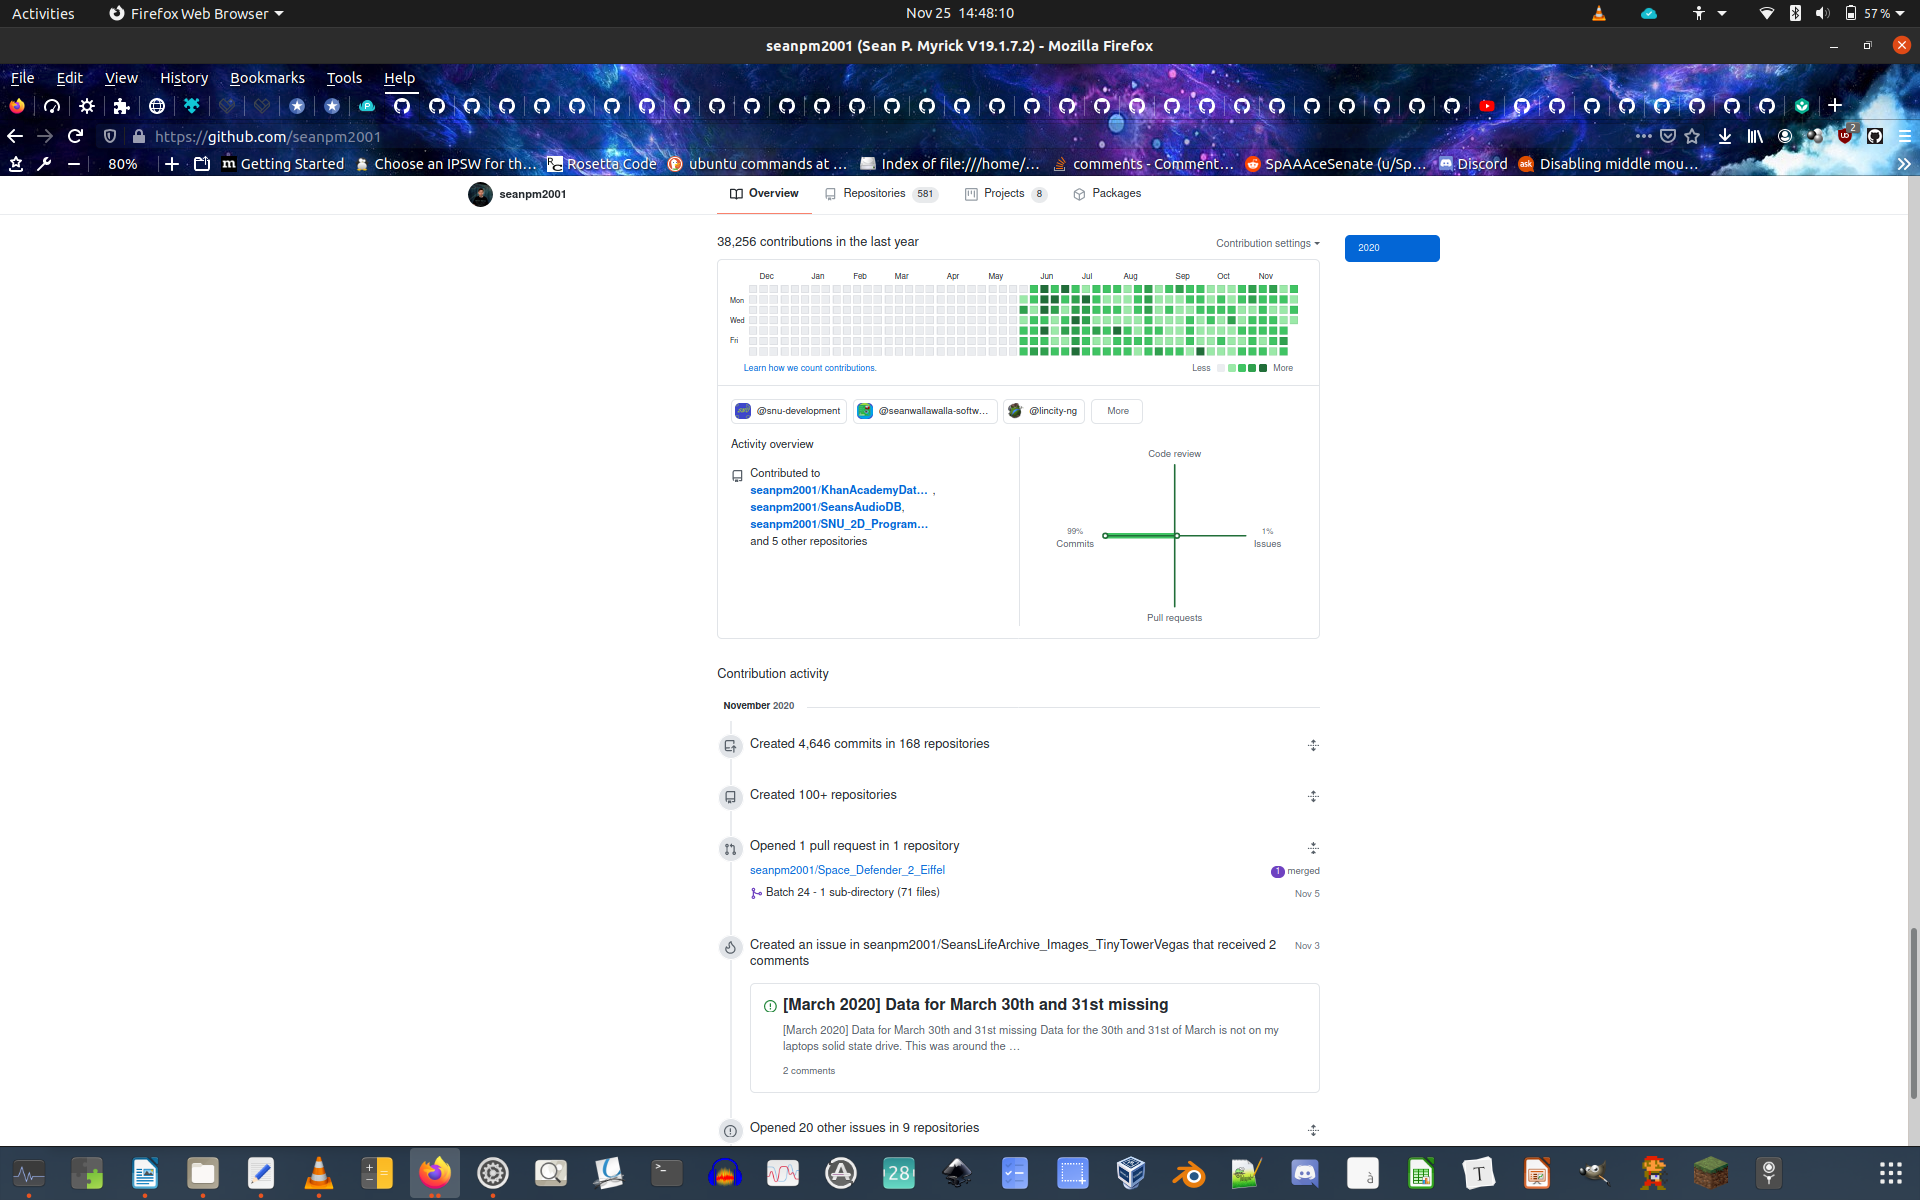 Activities
Firefox Web Browser
Nov 25 14:48:10
57 %
seanpm2001 (Sean P. Myrick V19.1.7.2) - Mozilla Firefox
File Edit View History Bookmarks Tools Help
https://github.com/seanpm2001
2
80%
Getting Started
Choose an IPSW for th…
Rosetta Code
ubuntu commands at …
Index of file:///home/…
comments - Comment…
SpAAAceSenate (u/Sp…
Discord
Disabling middle mou…
seanpm2001
Overview
Repositories 581
Projects 8
Packages
38,256 contributions in the last year
Contribution settings
2020
Dec Jan Feb Mar Apr May Jun Jul Aug Sep Oct Nov
Mon
Wed
Fri
Learn how we count contributions.
Less More
@snu-development
@seanwallawalla-softw…
@lincity-ng
More
Activity overview
Contributed to
seanpm2001/KhanAcademyDat… ,
seanpm2001/SeansAudioDB,
seanpm2001/SNU_2D_Program…
and 5 other repositories
Code review
99%
Commits
1%
Issues
Pull requests
Contribution activity
November 2020
Created 4,646 commits in 168 repositories
Created 100+ repositories
Opened 1 pull request in 1 repository
seanpm2001/Space_Defender_2_Eiffel
1 merged
Batch 24 - 1 sub-directory (71 files)
Nov 5
Created an issue in seanpm2001/SeansLifeArchive_Images_TinyTowerVegas that received 2
comments
Nov 3
[March 2020] Data for March 30th and 31st missing
[March 2020] Data for March 30th and 31st missing Data for the 30th and 31st of March is not on my
laptops solid state drive. This was around the …
2 comments
Opened 20 other issues in 9 repositories
28